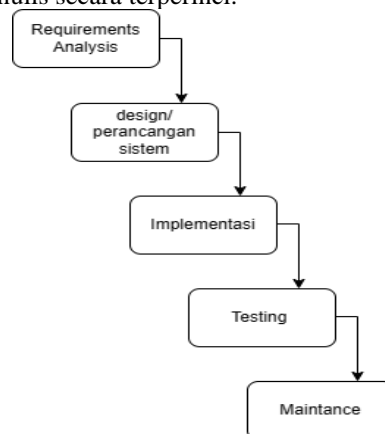 secara terperinci.
Requirements
Analysis
design/
perancangan
sistem
Implementasi
Testing
Maintance